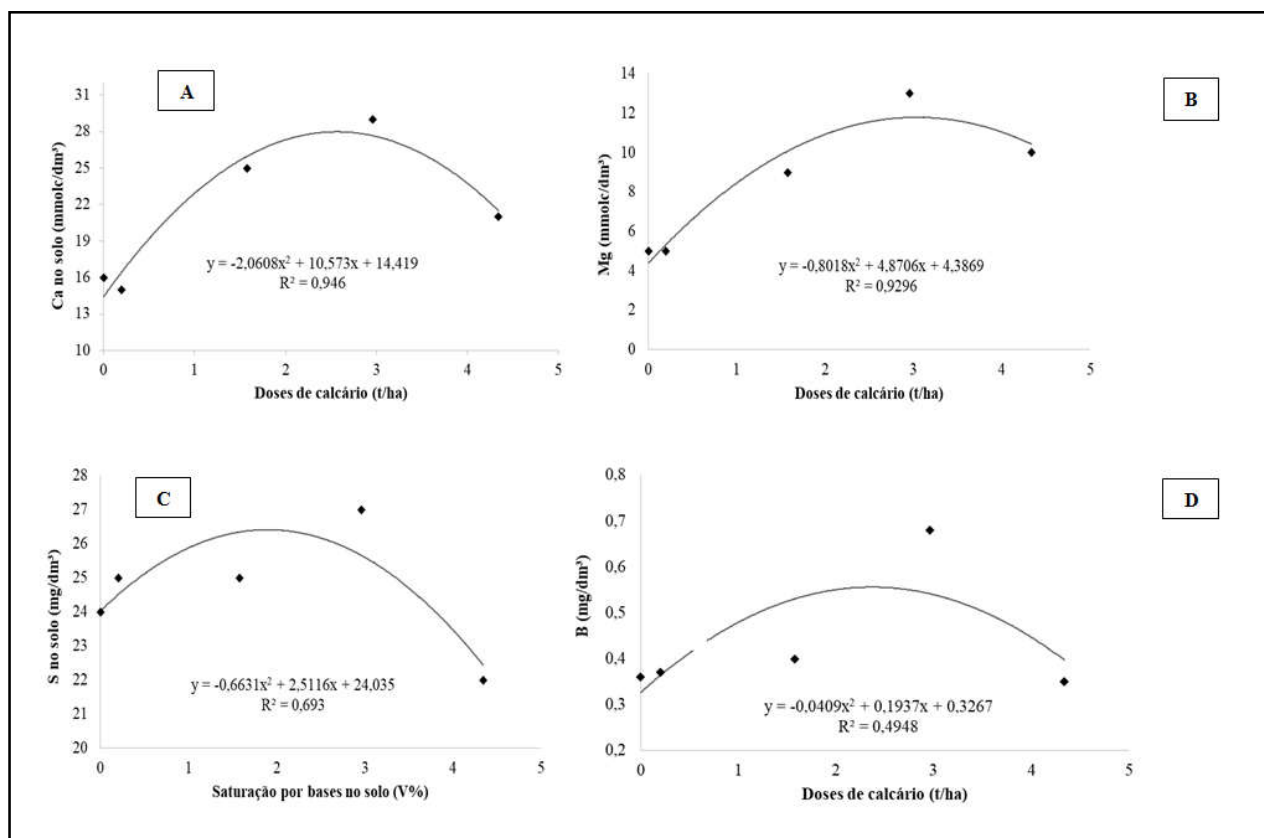 A
Ca no solo (mmolc/dm³)
31
28
25
22
19
16
13
10
y = -2,0608x² + 10,573x + 14,419
R² = 0,946
0 1 2 3 4 5
Doses de calcário (t/ha)
B
Mg (mmolc/dm³)
14
12
10
8
6
4
2
0
y = -0,8018x² + 4,8706x + 4,3869
R² = 0,9296
0 1 2 3 4 5
Doses de calcário (t/ha)
C
S no solo (mg/dm³)
28
27
26
25
24
23
22
21
20
y = -0,6631x² + 2,5116x + 24,035
R² = 0,693
0 1 2 3 4 5
Saturação por bases no solo (V%)
D
B (mg/dm³)
0,8
0,7
0,6
0,5
0,4
0,3
0,2
y = -0,0409x² + 0,1937x + 0,3267
R² = 0,4948
0 1 2 3 4 5
Doses de calcário (t/ha)